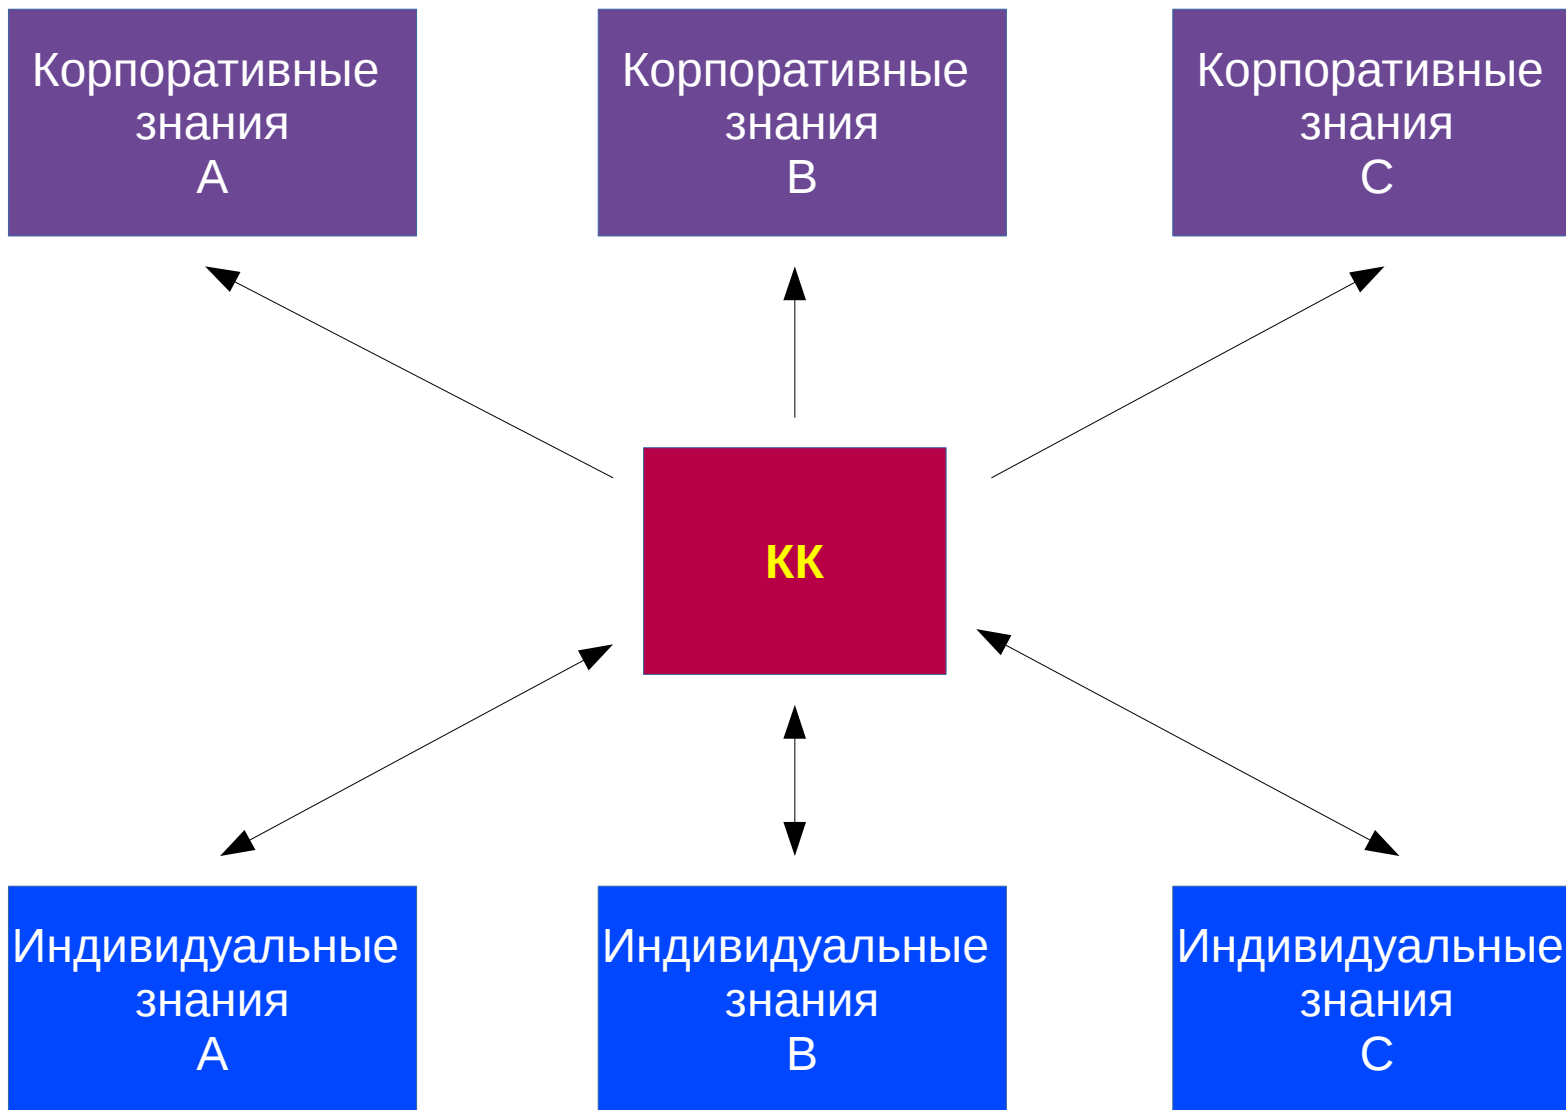 Корпоративные
знания
А
Корпоративные
знания
В
Корпоративные
знания
С
КК
Индивидуальные
знания
А
Индивидуальные
знания
В
Индивидуальные
знания
С